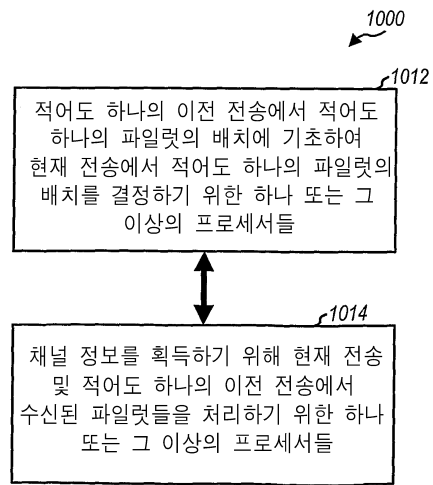 1000
1012
적어도 하나의 이전 전송에서 적어도
하나의 파일럿의 배치에 기초하여
현재 전송에서 적어도 하나의 파일럿의
배치를 결정하기 위한 하나 또는 그
이상의 프로세서들
1014
채널 정보를 획득하기 위해 현재 전송
및 적어도 하나의 이전 전송에서
수신된 파일럿들을 처리하기 위한 하나
또는 그 이상의 프로세서들